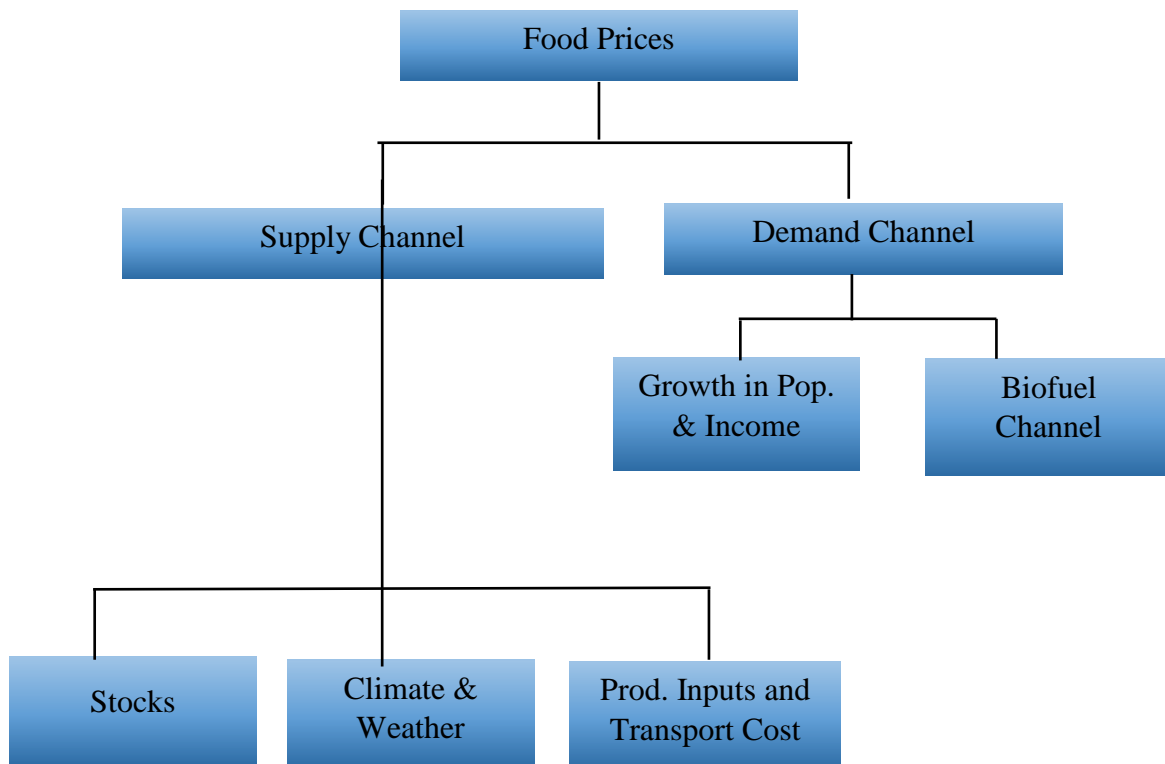 Food Prices
Supply Channel
Demand Channel
Growth in Pop.
& Income
Biofuel
Channel
Stocks
Climate &
Weather
Prod. Inputs and
Transport Cost